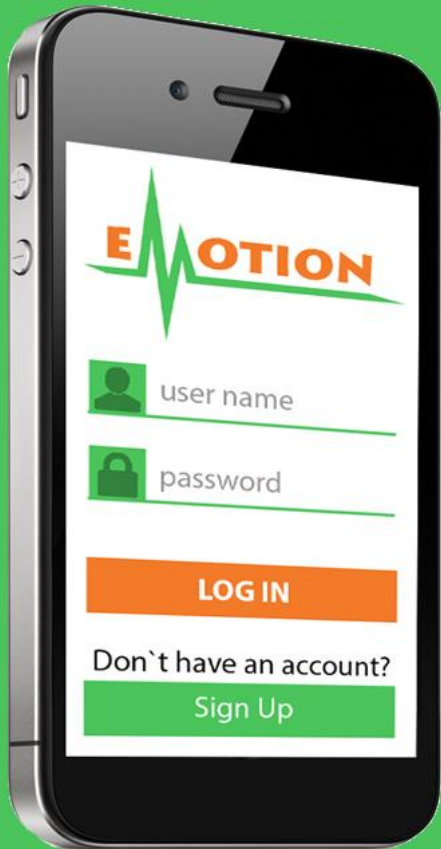 EMOTION
user name
password
LOG IN
Don`t have an account?
Sign Up